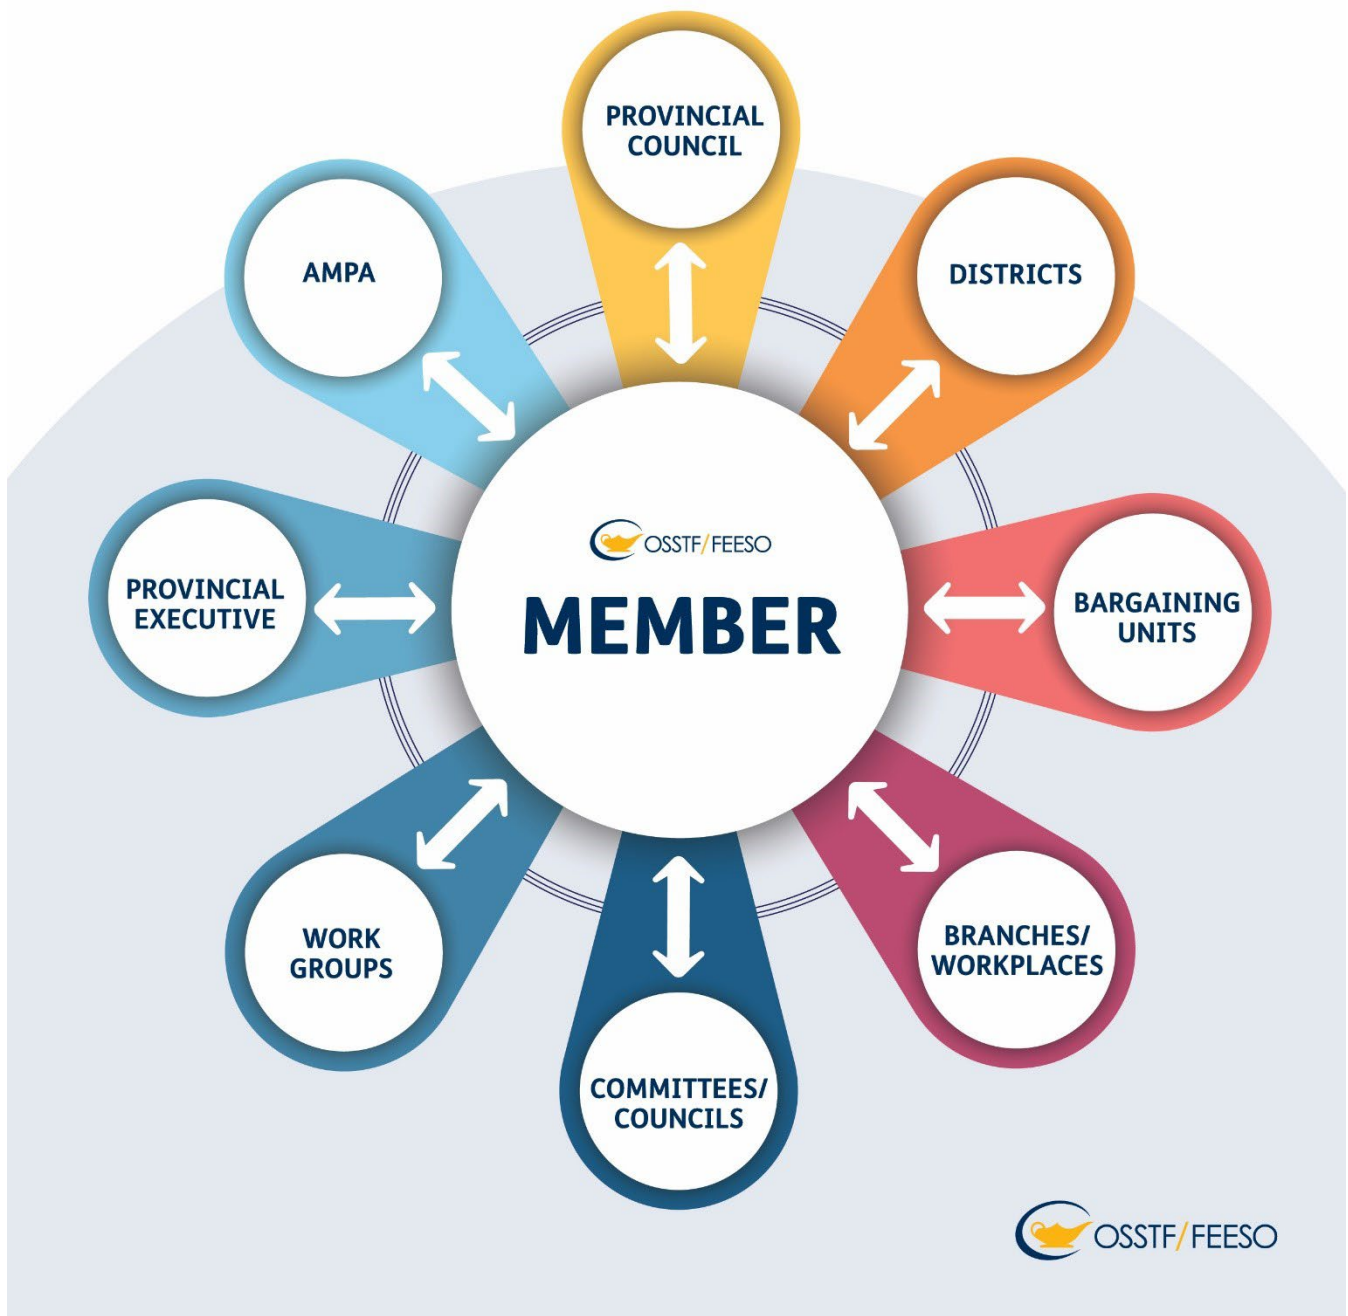 PROVINCIAL
COUNCIL
AMPA
DISTRICTS
OSSTF/FEESO
MEMBER
PROVINCIAL
EXECUTIVE
BARGAINING
UNITS
WORK
GROUPS
BRANCHES/
WORKPLACES
COMMITTEES/
COUNCILS
OSSTF/FEESO